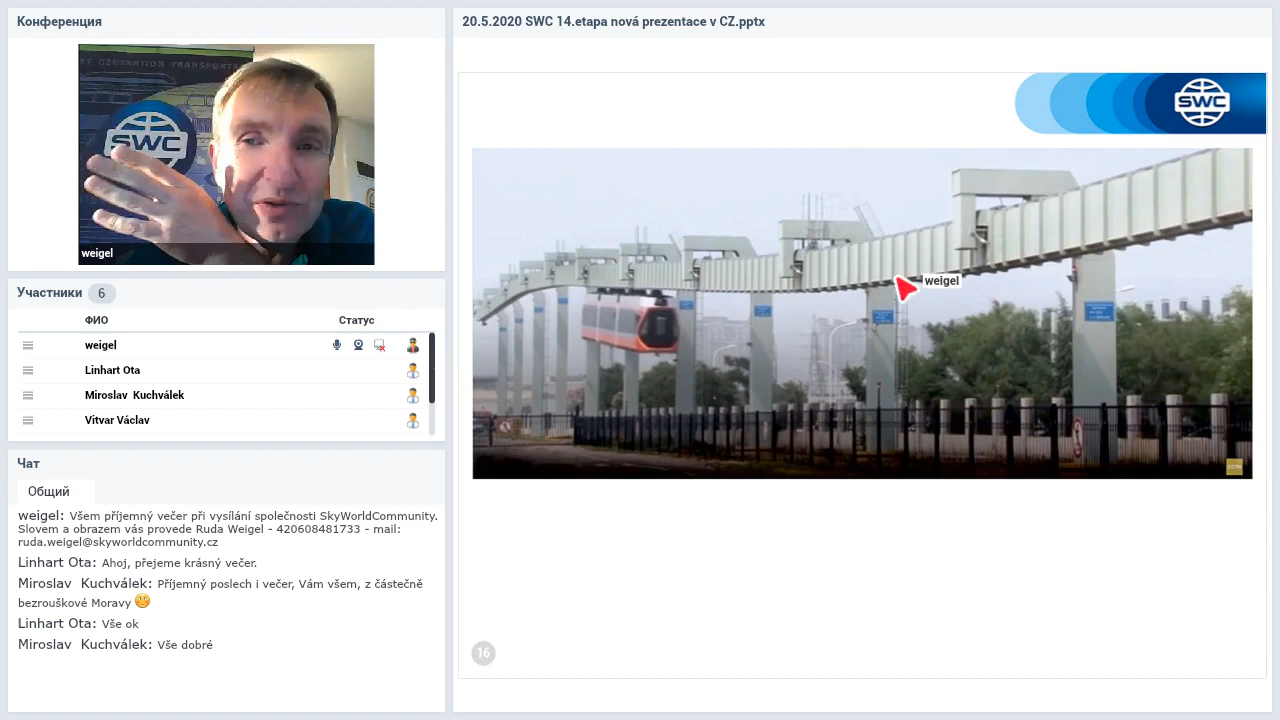 Конференция
20.5.2020 SWC 14.etapa nová prezentace v CZ.pptx
SWC
SWC
weigel
weigel
Участники 6
ФИО Статус
weigel
Linhart Ota
Miroslav Kuchválek
Vitvar Václav
Чат
Общий
weigel: Všem příjemný večer při vysílání společnosti SkyWorldCommunity.
Slovem a obrazem vás provede Ruda Weigel - 420608481733 - mail:
ruda.weigel@skyworldcommunity.cz
Linhart Ota: Ahoj, přejeme krásný večer.
Miroslav Kuchválek: Příjemný poslech i večer, Vám všem, z částečně
bezrouškové Moravy
Linhart Ota: Vše ok
Miroslav Kuchválek: Vše dobré
16